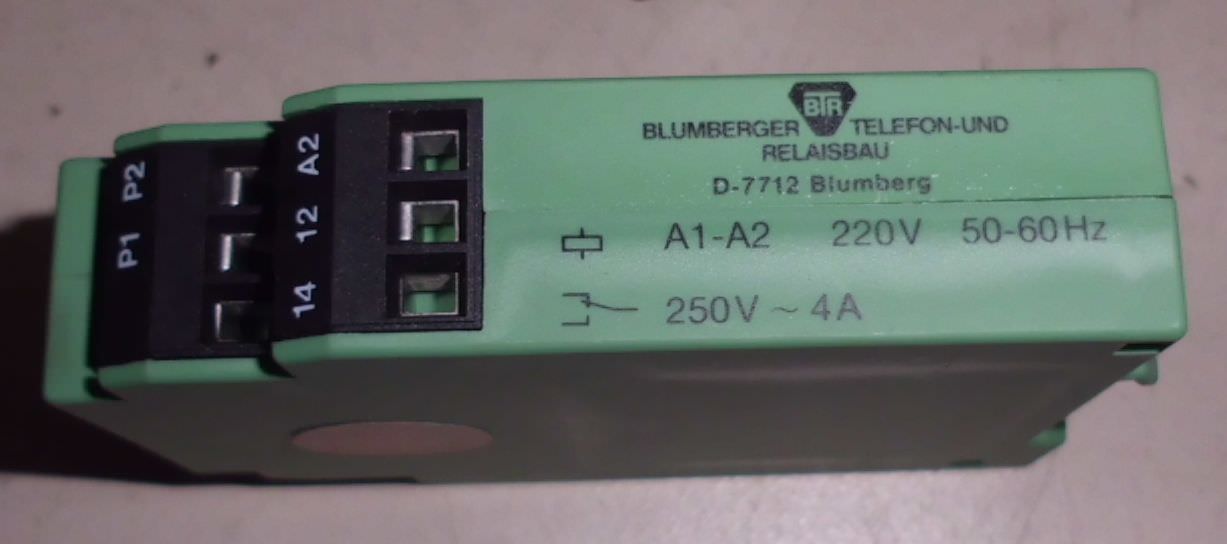 BTR
BLUMBERGER TELEFON-UND
RELAISBAU
D-7712 Blumberg
A1-A2 220V 50-60Hz
250V ~ 4A
A2
12
14
P2
P1